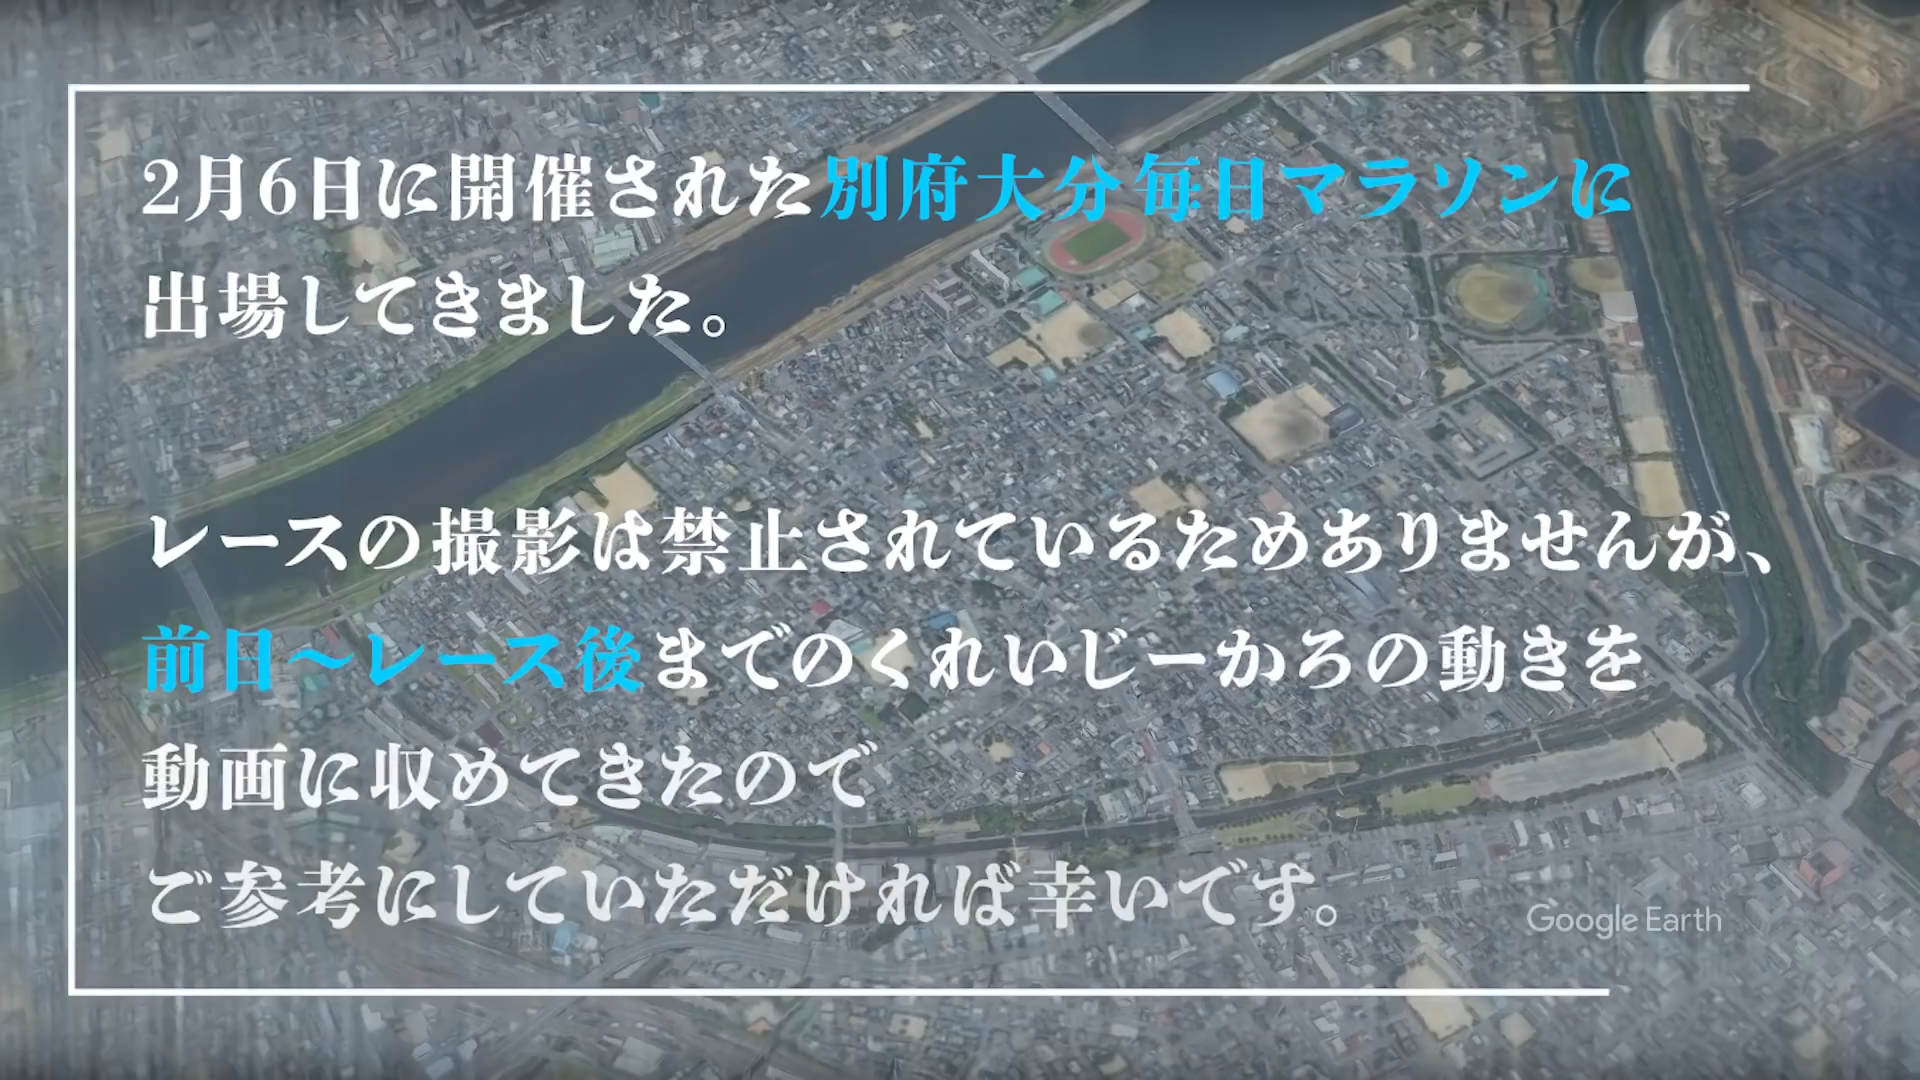 2月6日に開催された別府大分毎日マラソンに
出場してきました。
レースの撮影は禁止されているためありませんが、
前日～レース後までのくれいじーかろの動きを
動画に収めてきたので
ご参考にしていただければ幸いです。
Google Earth